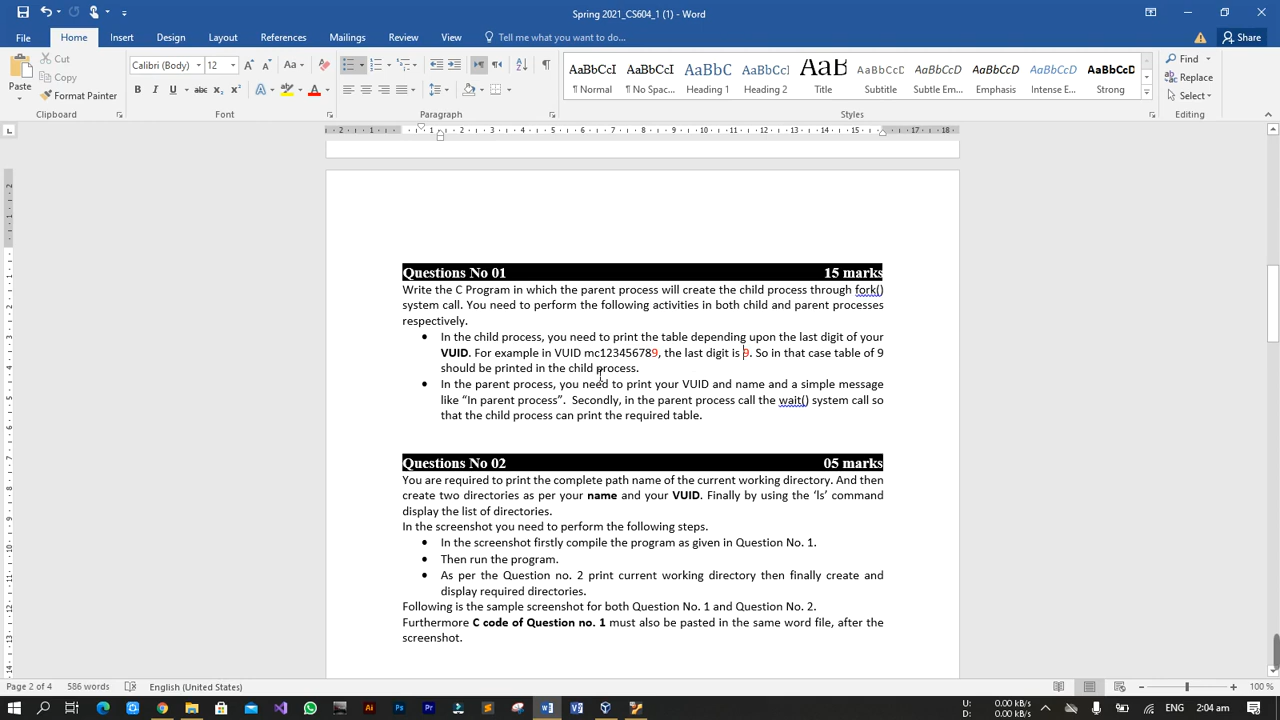 Spring 2021_CS604_1 (1) - Word
File Home Insert Design Layout References Mailings Review View Tell me what you want to do... Share
Paste Cut Copy Format Painter Clipboard
Calibri (Body) 12 Font
Paragraph
AaBbCcI ¶ Normal
AaBbCcI ¶ No Spac...
AaBbC Heading 1
AaBbCcl Heading 2
AaB Title
AaBbCcD Subtitle
AaBbCcD Subtle Em...
AaBbCcD Emphasis
AaBbCcD Intense E...
AaBbCcl Strong
Styles
Find Replace Select Editing
Questions No 01 15 marks
Write the C Program in which the parent process will create the child process through fork()
system call. You need to perform the following activities in both child and parent processes
respectively.
• In the child process, you need to print the table depending upon the last digit of your
VUID. For example in VUID mc123456789, the last digit is 9. So in that case table of 9
should be printed in the child process.
• In the parent process, you need to print your VUID and name and a simple message
like “In parent process”. Secondly, in the parent process call the wait() system call so
that the child process can print the required table.
Questions No 02 05 marks
You are required to print the complete path name of the current working directory. And then
create two directories as per your name and your VUID. Finally by using the ‘ls’ command
display the list of directories.
In the screenshot you need to perform the following steps.
• In the screenshot firstly compile the program as given in Question No. 1.
• Then run the program.
• As per the Question no. 2 print current working directory then finally create and
display required directories.
Following is the sample screenshot for both Question No. 1 and Question No. 2.
Furthermore C code of Question no. 1 must also be pasted in the same word file, after the
screenshot.
Page 2 of 4 586 words English (United States) 100 %
U: 0.00 kB/s
D: 0.00 kB/s
2:04 am